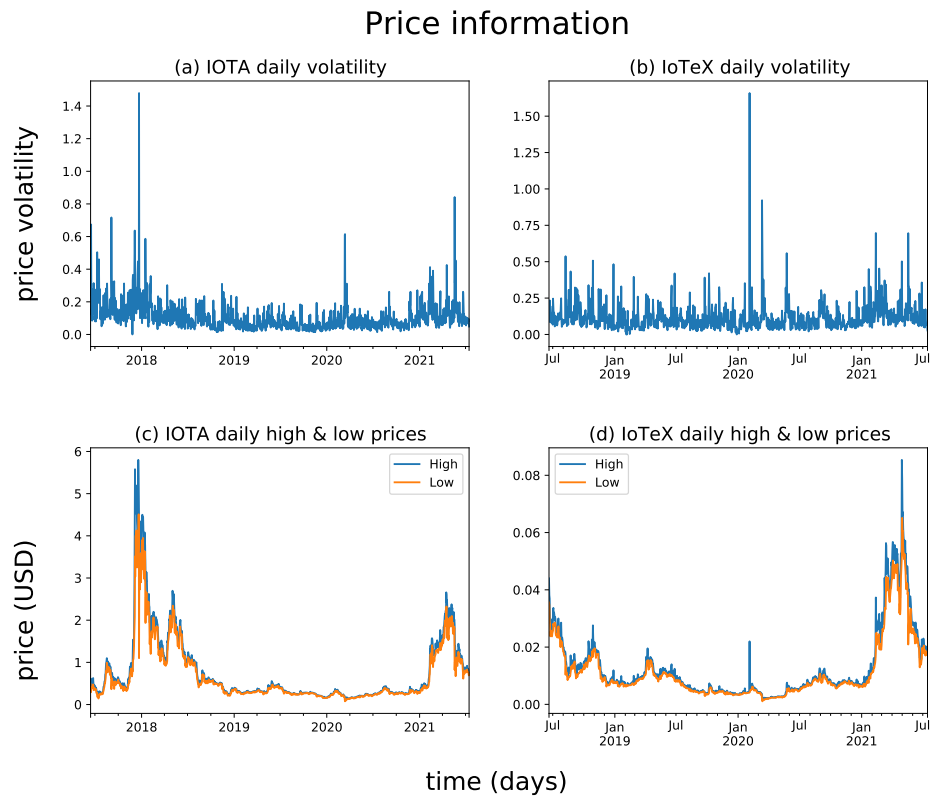 Price information
(a) IOTA daily volatility
price volatility
1.4
1.2
1.0
0.8
0.6
0.4
0.2
0.0
2018
2019
2020
2021
(b) IoTeX daily volatility
1.50
1.25
1.00
0.75
0.50
0.25
0.00
Jul
Jan
2019
Jul
Jan
2020
Jul
Jan
2021
Jul
(c) IOTA daily high & low prices
price (USD)
6
5
4
3
2
1
0
High
Low
2018
2019
2020
2021
(d) IoTeX daily high & low prices
0.08
0.06
0.04
0.02
0.00
High
Low
Jul
Jan
2019
Jul
Jan
2020
Jul
Jan
2021
Jul
time (days)